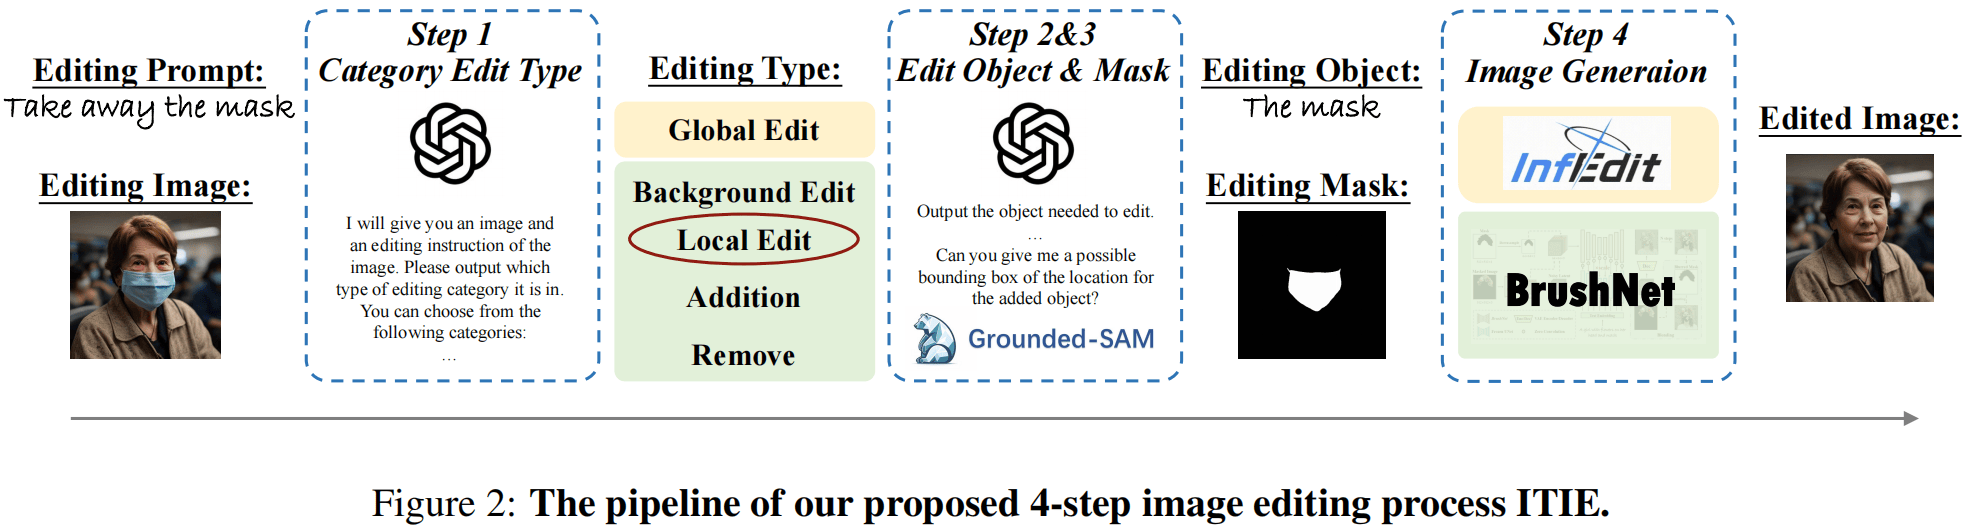 Editing Prompt:
Take away the mask
Editing Image:
Step 1
Category Edit Type
I will give you an image and
an editing instruction of the
image. Please output which
type of editing category it is in.
You can choose from the
following categories:
...
Editing Type:
Global Edit
Background Edit
Local Edit
Addition
Remove
Step 2&3
Edit Object & Mask
Output the object needed to edit.
...
Can you give me a possible
bounding box of the location for
the added object?
Grounded-SAM
Editing Object:
The mask
Editing Mask:
Step 4
Image Generaion
InfEdit
BrushNet
Edited Image:
Figure 2: The pipeline of our proposed 4-step image editing process ITIE.